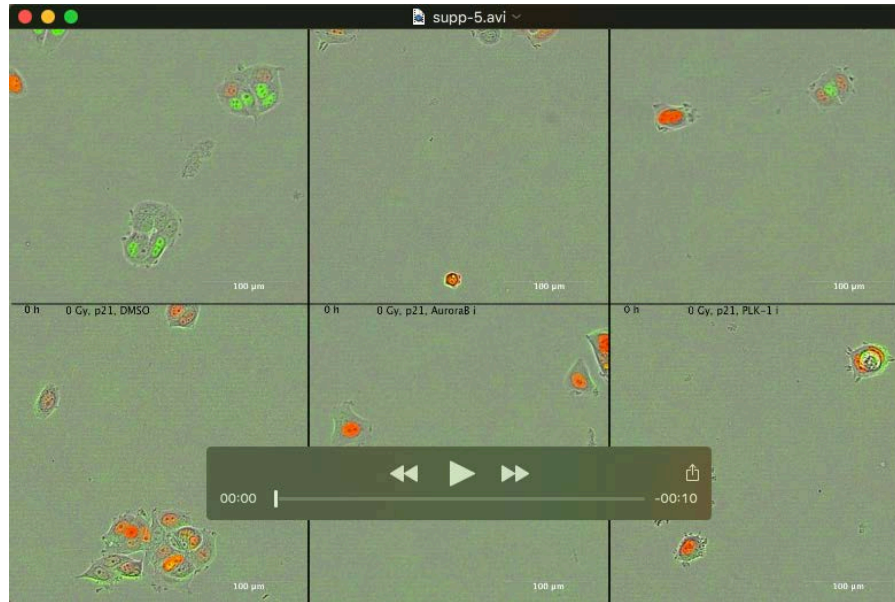 supp-5.avi
100 µm
100 µm
100 µm
0 h
0 Gy, p21, DMSO
0 h
0 Gy, p21, AuroraB i
0 h
0 Gy, p21, PLK-1 i
00:00
-00:10
100 µm
100 µm
100 µm